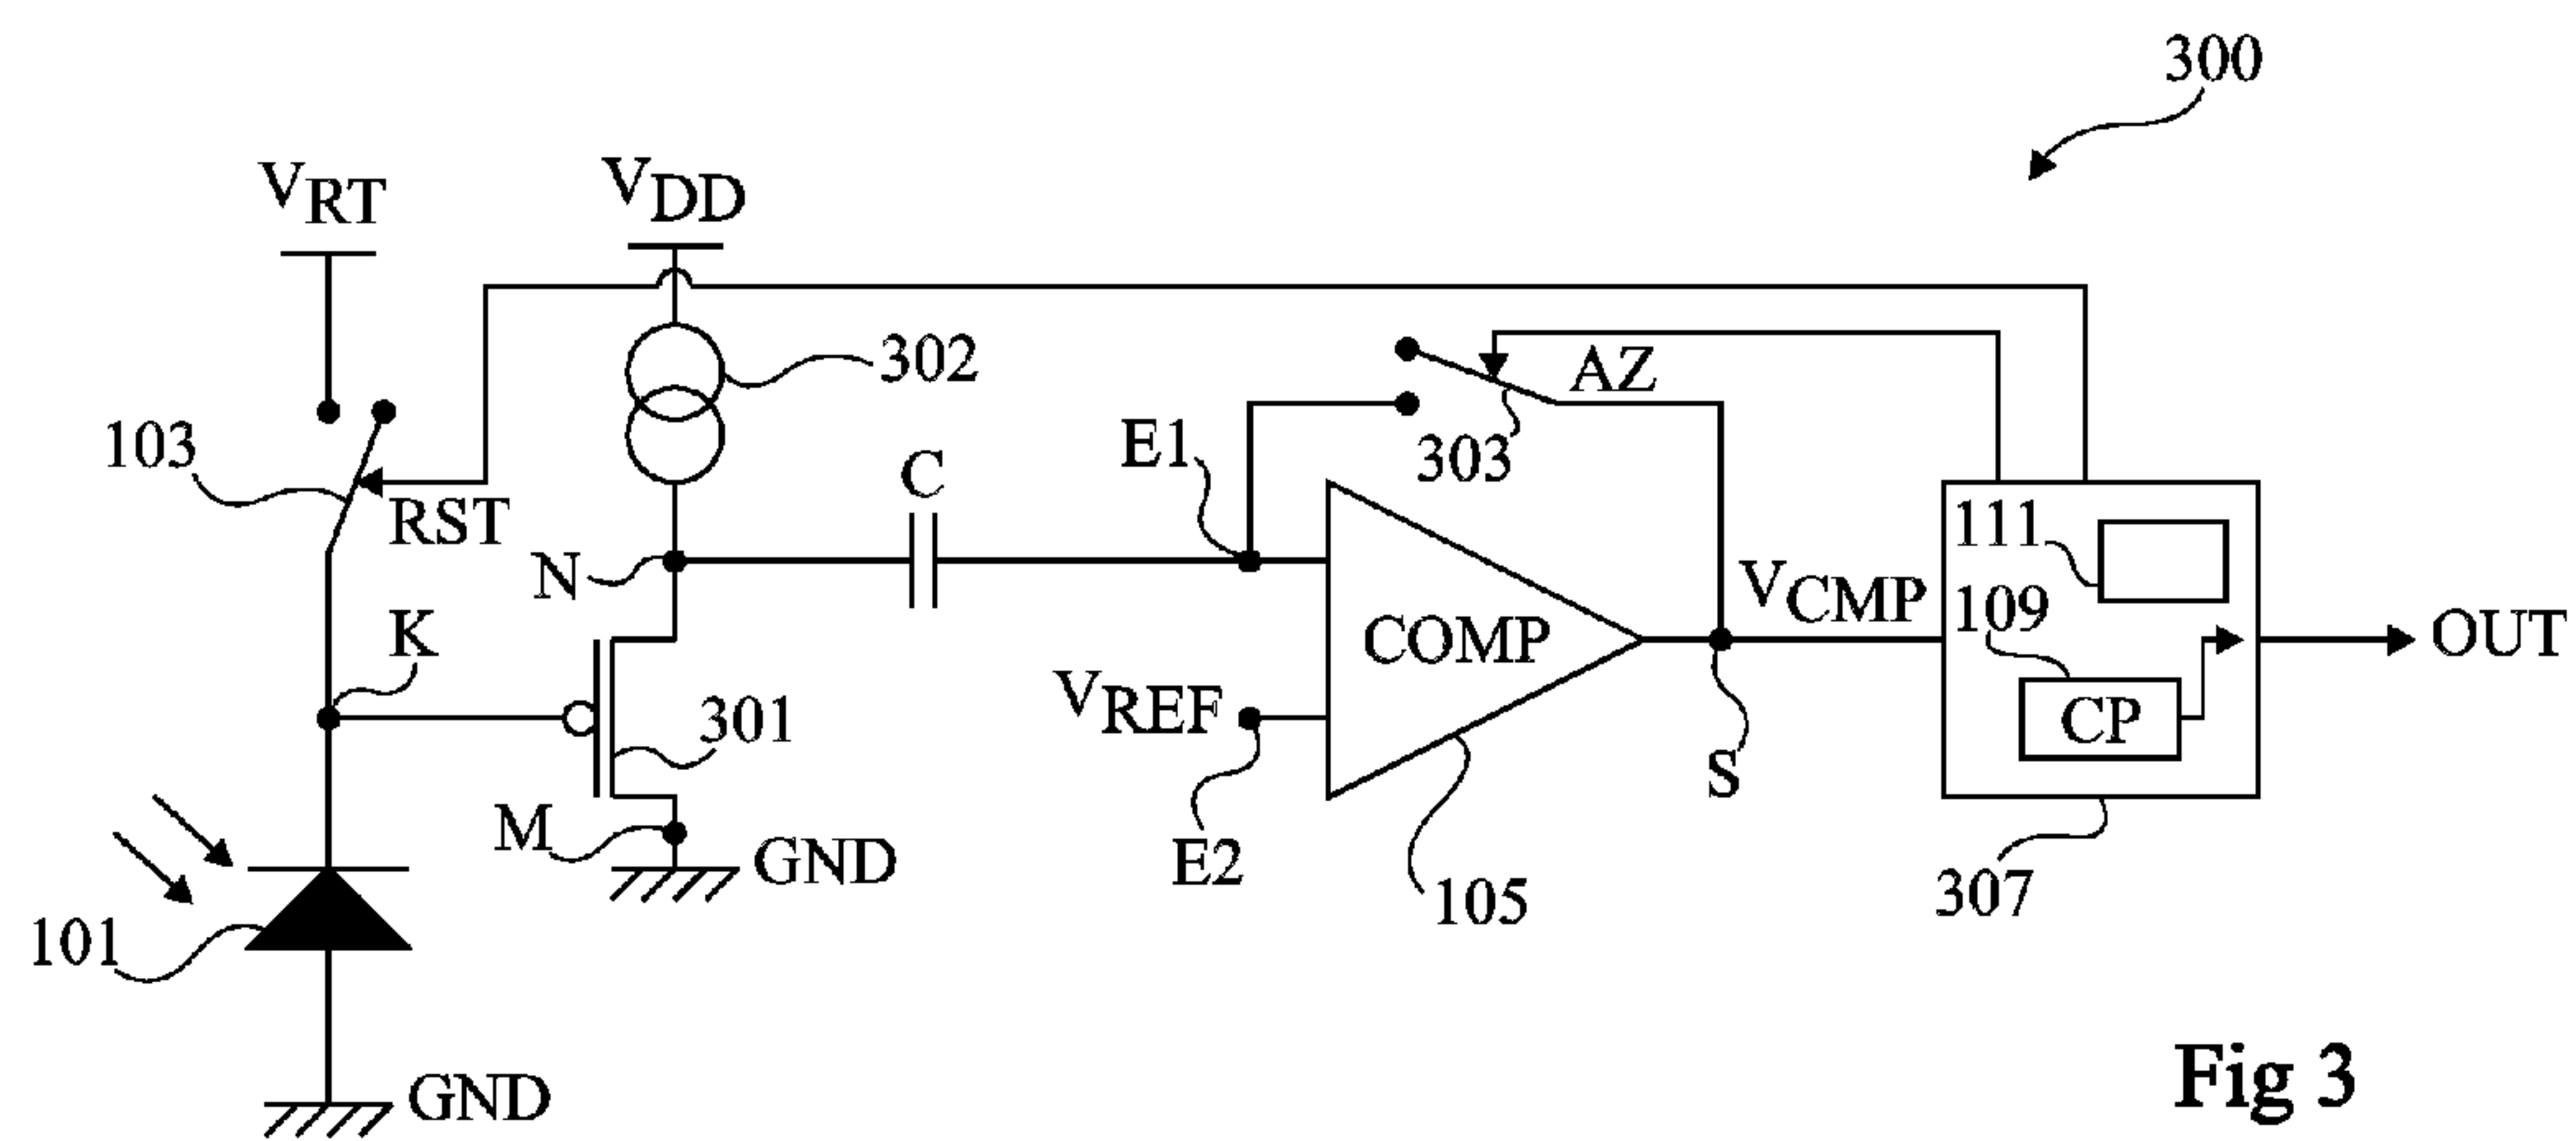 300
VRT
VDD
302
AZ
103
E1
303
C
RST
N
111
VCMP
K
109
COMP
OUT
VREF
301
CP
S
M
GND
E2
105
307
101
GND
Fig 3